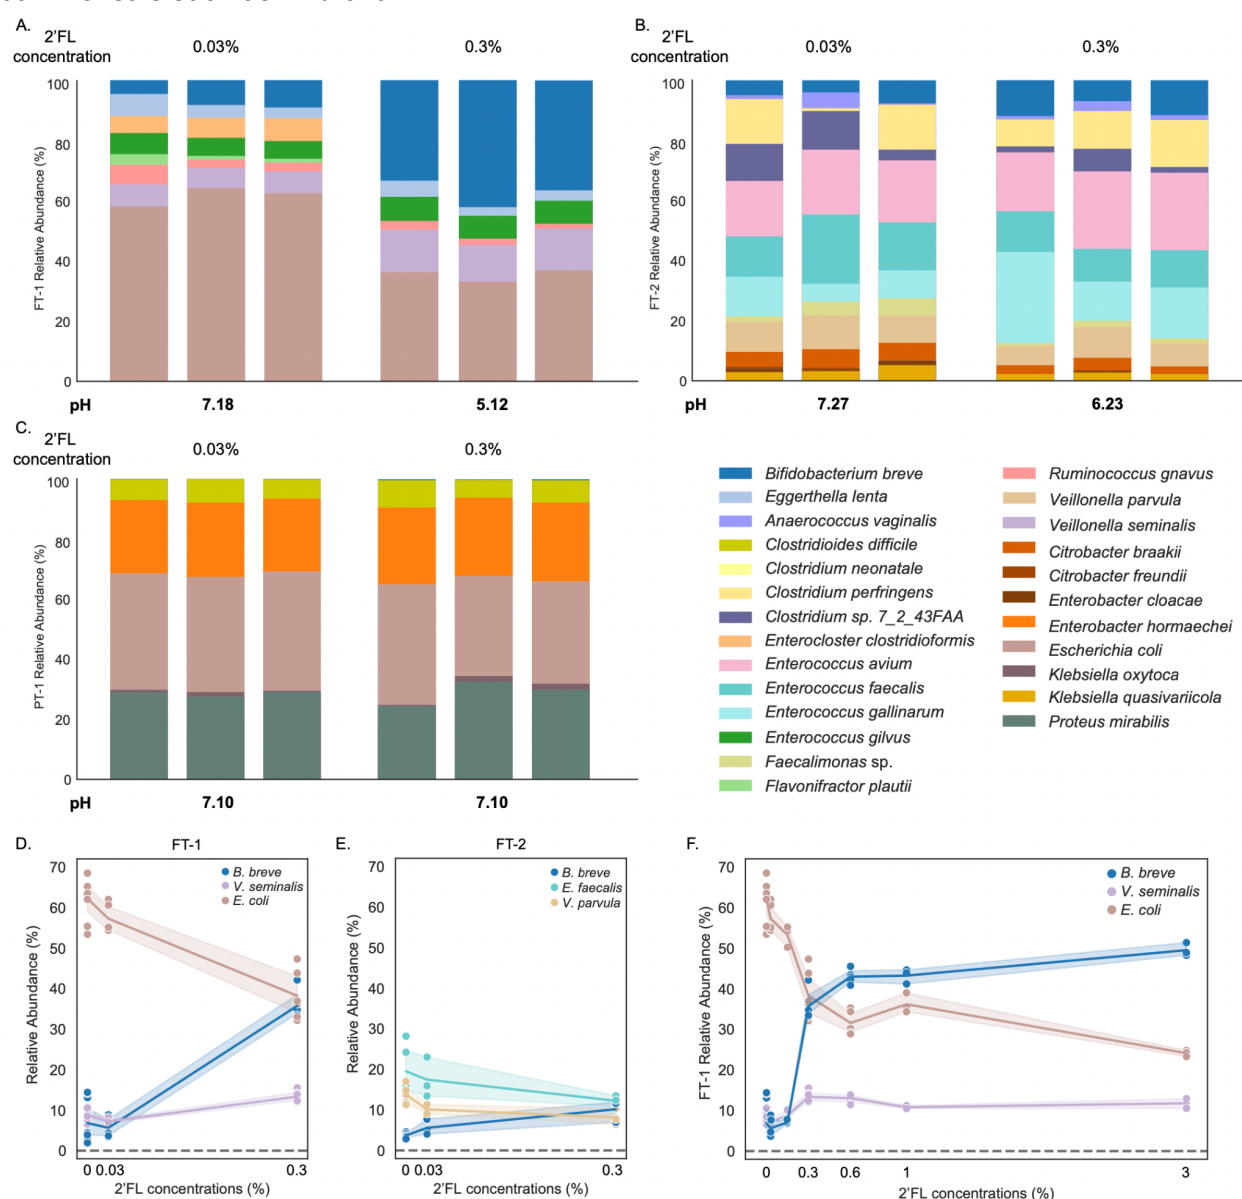 A.
2'FL
concentration
0.03%
0.3%
FT-1 Relative Abundance (%)
100
80
60
40
20
0
pH
7.18
5.12
B.
2'FL
concentration
0.03%
0.3%
FT-2 Relative Abundance (%)
100
80
60
40
20
0
pH
7.27
6.23
C.
2'FL
concentration
0.03%
0.3%
PT-1 Relative Abundance (%)
100
80
60
40
20
0
pH
7.10
7.10
Bifidobacterium breve
Eggerthella lenta
Anaerococcus vaginalis
Clostridioides difficile
Clostridium neonatale
Clostridium perfringens
Clostridium sp. 7_2_43FAA
Enterocloster clostridioformis
Enterococcus avium
Enterococcus faecalis
Enterococcus gallinarum
Enterococcus gilvus
Faecalimonas sp.
Flavonifractor plautii
Ruminococcus gnavus
Veillonella parvula
Veillonella seminalis
Citrobacter braakii
Citrobacter freundii
Enterobacter cloacae
Enterobacter hormaechei
Escherichia coli
Klebsiella oxytoca
Klebsiella quasivariicola
Proteus mirabilis
D.
FT-1
Relative Abundance (%)
70
60
50
40
30
20
10
0
B. breve
V. seminalis
E. coli
0 0.03 0.3
2'FL concentrations (%)
E.
FT-2
Relative Abundance (%)
70
60
50
40
30
20
10
0
B. breve
E. faecalis
V. parvula
0 0.03 0.3
2'FL concentrations (%)
F.
FT-1 Relative Abundance (%)
70
60
50
40
30
20
10
0
B. breve
V. seminalis
E. coli
0 0.3 0.6 1 3
2'FL concentrations (%)